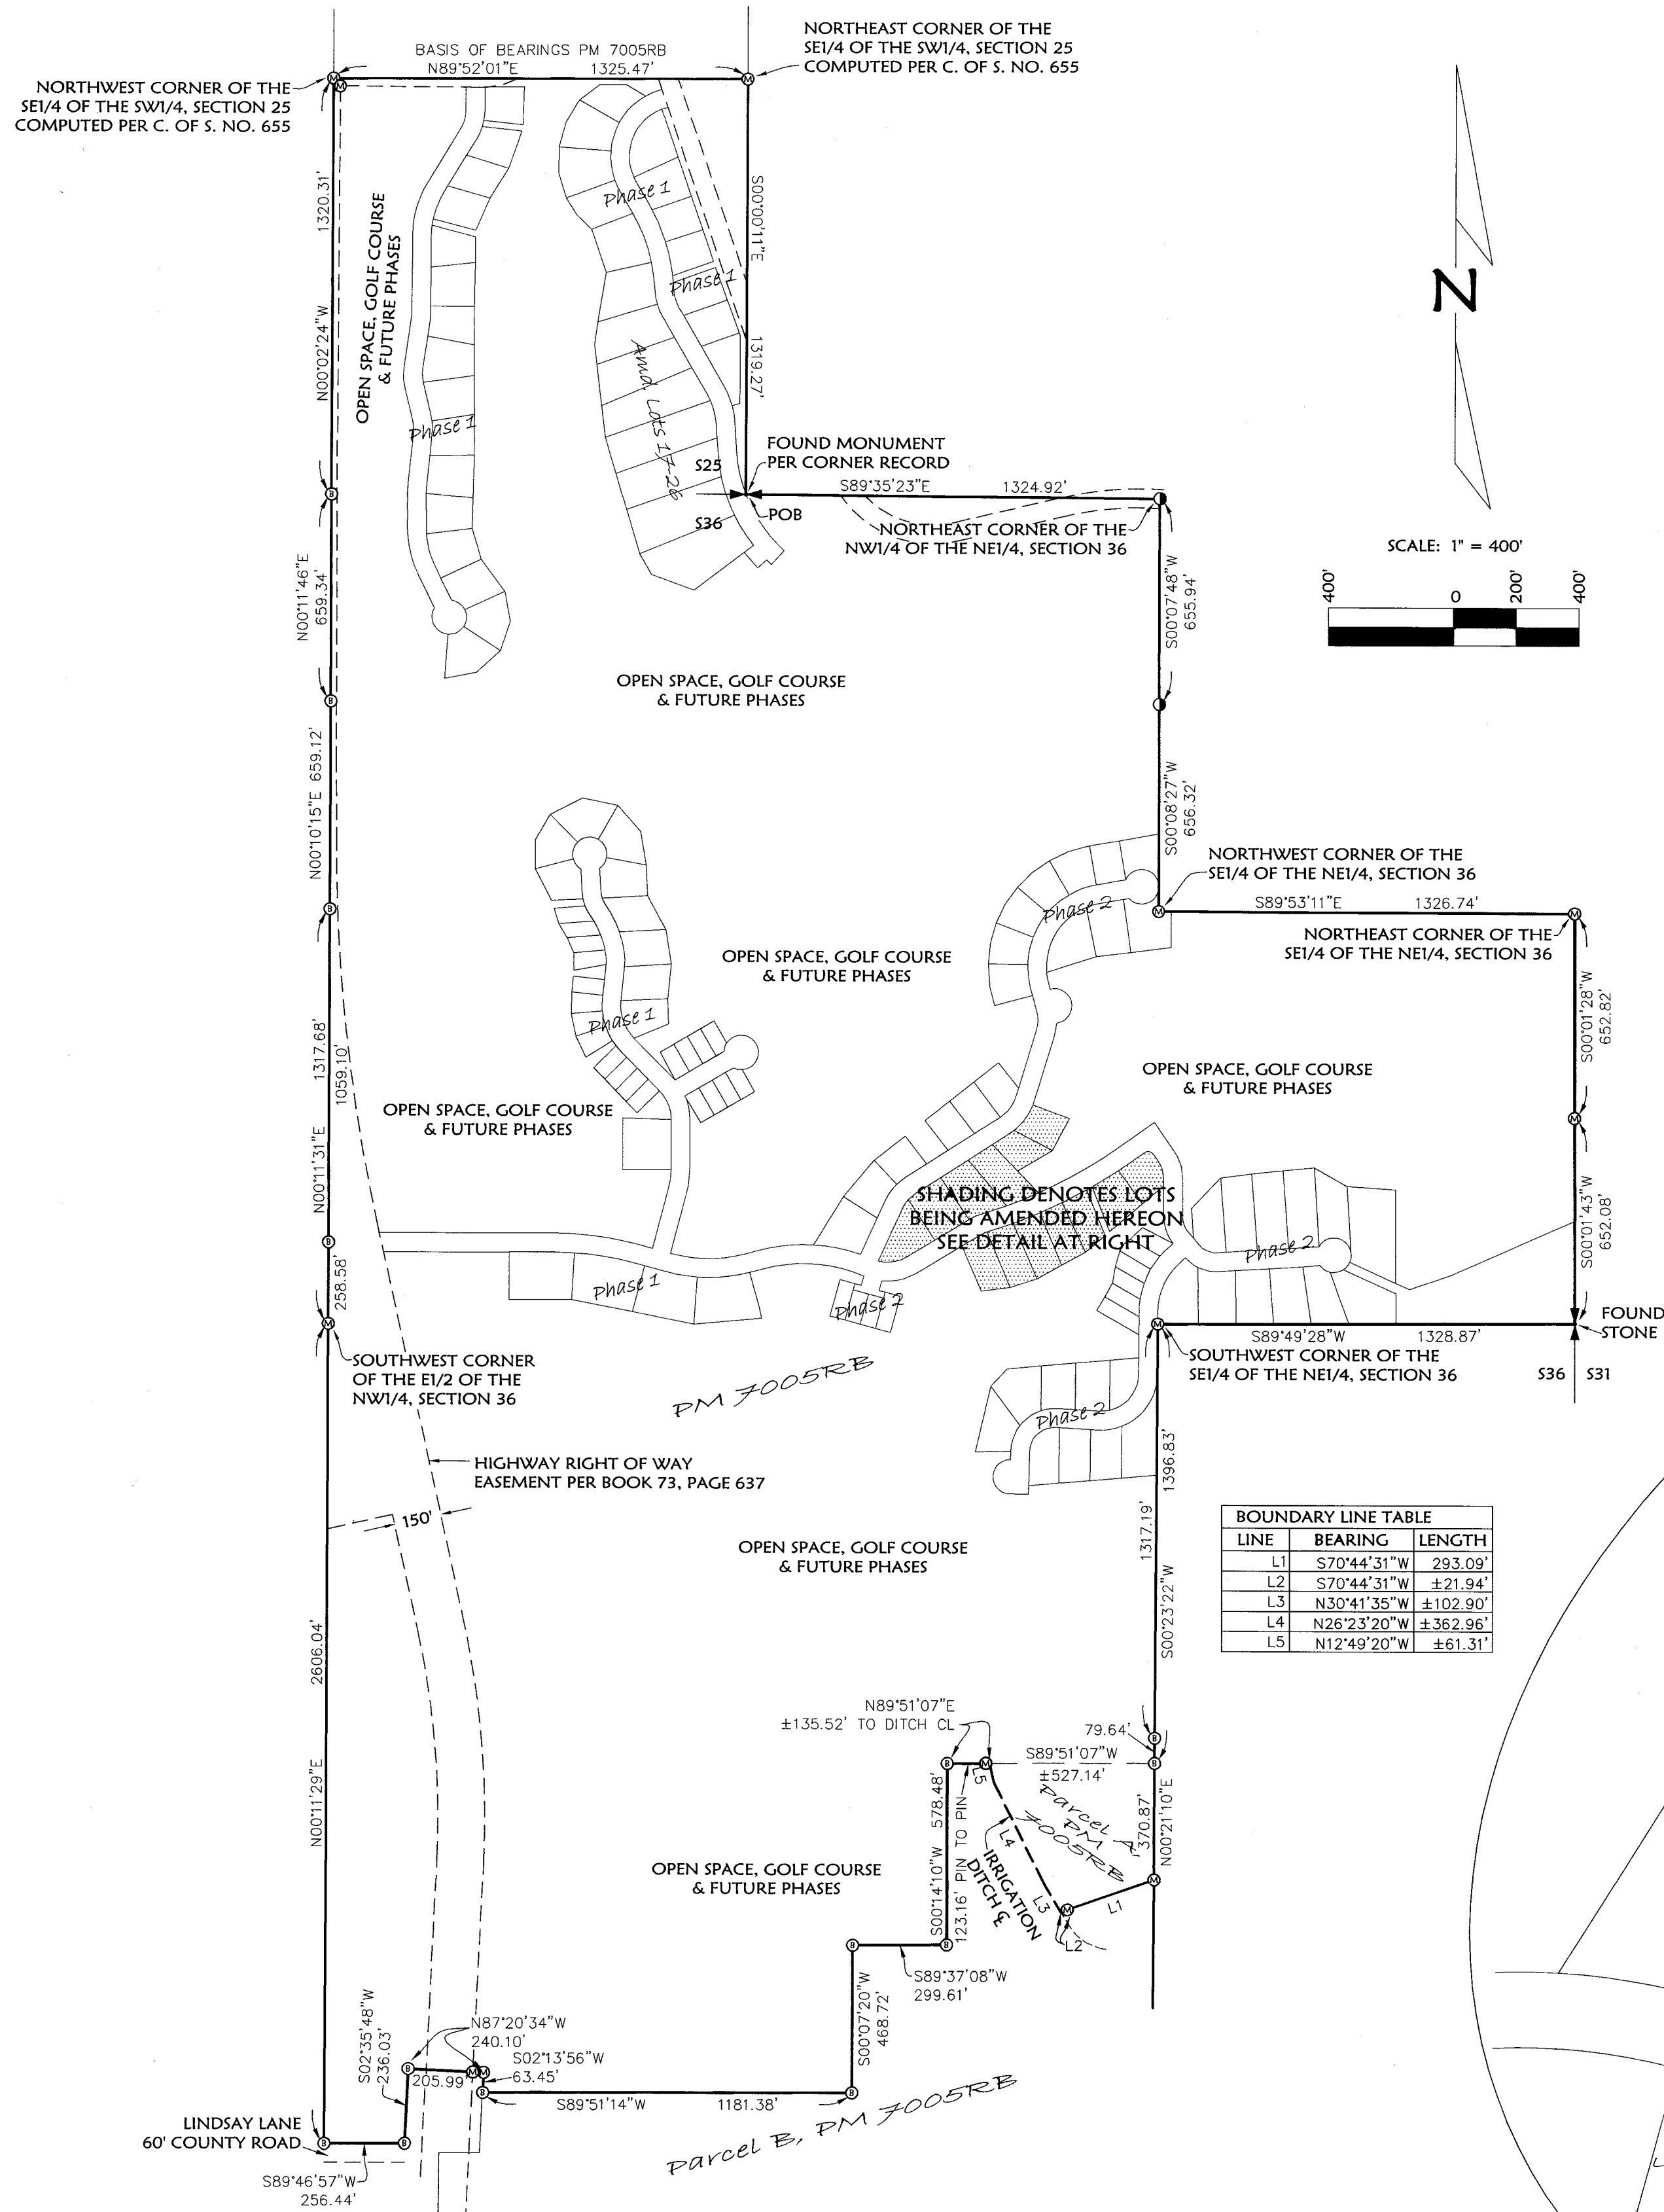 BASIS OF BEARINGS PM 7005RB
N89°52'01"E 1325.47'
NORTHEAST CORNER OF THE
SE1/4 OF THE SW1/4, SECTION 25
COMPUTED PER C. OF S. NO. 655
NORTHWEST CORNER OF THE
SE1/4 OF THE SW1/4, SECTION 25
COMPUTED PER C. OF S. NO. 655
M
M
M
1320.31'
N00°02'24"W
OPEN SPACE, GOLF COURSE
& FUTURE PHASES
Phase 1
Phase 1
Phase 1
Amd. Lots 17-26
S00°00'11"E
1319.27'
N
FOUND MONUMENT
PER CORNER RECORD
S25
S36
POB
S89°35'23"E 1324.92'
NORTHEAST CORNER OF THE
NW1/4 OF THE NE1/4, SECTION 36
SCALE: 1" = 400'
400' 0 200' 400'
B
N00°11'46"E
659.34'
S00°07'48"W
655.94'
OPEN SPACE, GOLF COURSE
& FUTURE PHASES
B
N00°10'15"E 659.12'
S00°08'27"W
656.32'
NORTHWEST CORNER OF THE
SE1/4 OF THE NE1/4, SECTION 36
B
M
S89°53'11"E 1326.74'
M
NORTHEAST CORNER OF THE
SE1/4 OF THE NE1/4, SECTION 36
Phase 2
OPEN SPACE, GOLF COURSE
& FUTURE PHASES
Phase 1
S00°01'28"W
652.82'
1317.68'
1059.10'
N00°11'31"E
OPEN SPACE, GOLF COURSE
& FUTURE PHASES
OPEN SPACE, GOLF COURSE
& FUTURE PHASES
M
SHADING DENOTES LOTS
BEING AMENDED HEREON
SEE DETAIL AT RIGHT
S00°01'43"W
652.08'
B
258.58'
Phase 1
Phase 2
Phase 2
M
M
S89°49'28"W 1328.87'
FOUND
STONE
SOUTHWEST CORNER
OF THE E1/2 OF THE
NW1/4, SECTION 36
SOUTHWEST CORNER OF THE
SE1/4 OF THE NE1/4, SECTION 36
S36 S31
PM 7005RB
Phase 2
HIGHWAY RIGHT OF WAY
EASEMENT PER BOOK 73, PAGE 637
150'
1396.83'
1317.19'
S00°23'22"W
OPEN SPACE, GOLF COURSE
& FUTURE PHASES
BOUNDARY LINE TABLE
LINE BEARING LENGTH
L1 S70°44'31"W 293.09'
L2 S70°44'31"W ±21.94'
L3 N30°41'35"W ±102.90'
L4 N26°23'20"W ±362.96'
L5 N12°49'20"W ±61.31'
2606.04'
N00°11'29"E
N89°51'07"E
±135.52' TO DITCH CL
79.64'
B
B
M
B
S89°51'07"W
±527.14'
L5
L4
L3
IRRIGATION
DITCH ℄
Parcel A,
PM
7005RB
370.87'
N00°21'10"E
M
M
L1
L2
S00°14'10"W 578.48'
123.16' PIN TO PIN
OPEN SPACE, GOLF COURSE
& FUTURE PHASES
B
B
S89°37'08"W
299.61'
S00°07'20"W
468.72'
N87°20'34"W
240.10'
S02°35'48"W
236.03'
B
M
M
205.99'
S02°13'56"W
63.45'
B
B
S89°51'14"W 1181.38'
Parcel B, PM 7005RB
LINDSAY LANE
60' COUNTY ROAD
B
B
S89°46'57"W
256.44'